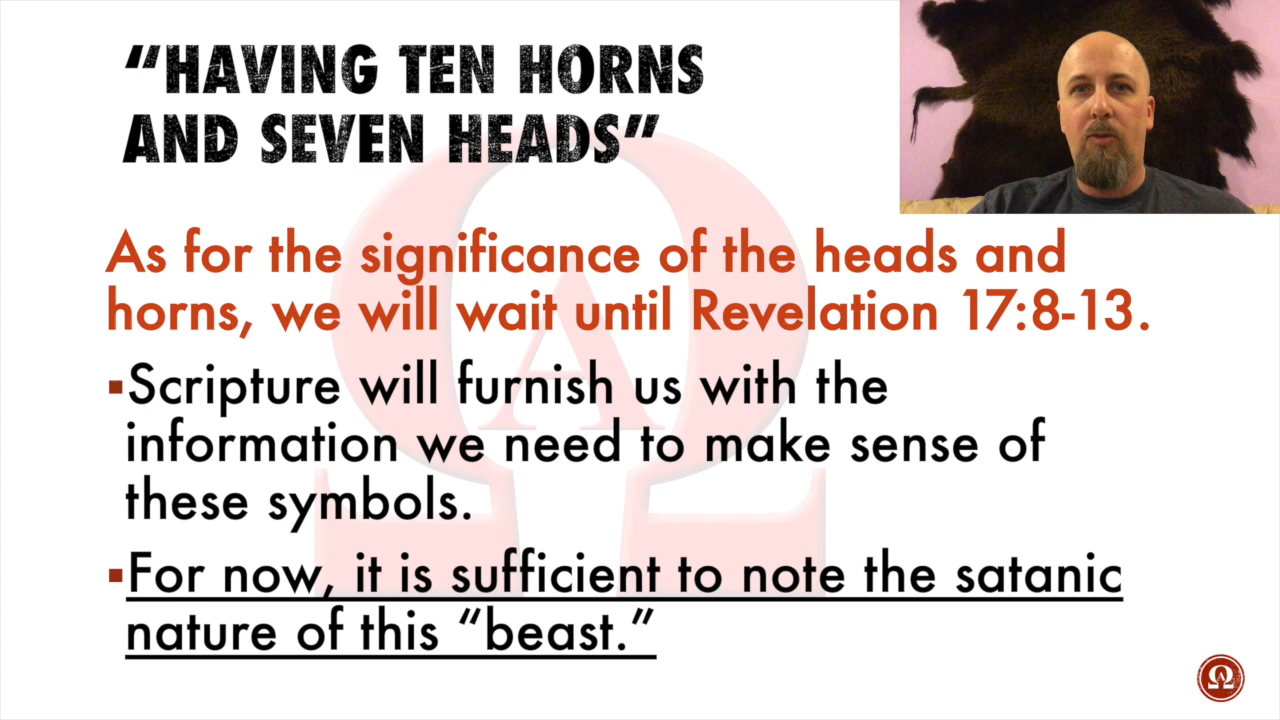 “HAVING TEN HORNS
AND SEVEN HEADS”
As for the significance of the heads and
horns, we will wait until Revelation 17:8-13.
▪Scripture will furnish us with the
information we need to make sense of
these symbols.
▪For now, it is sufficient to note the satanic
nature of this “beast.”
ΑΩ
ΑΩ